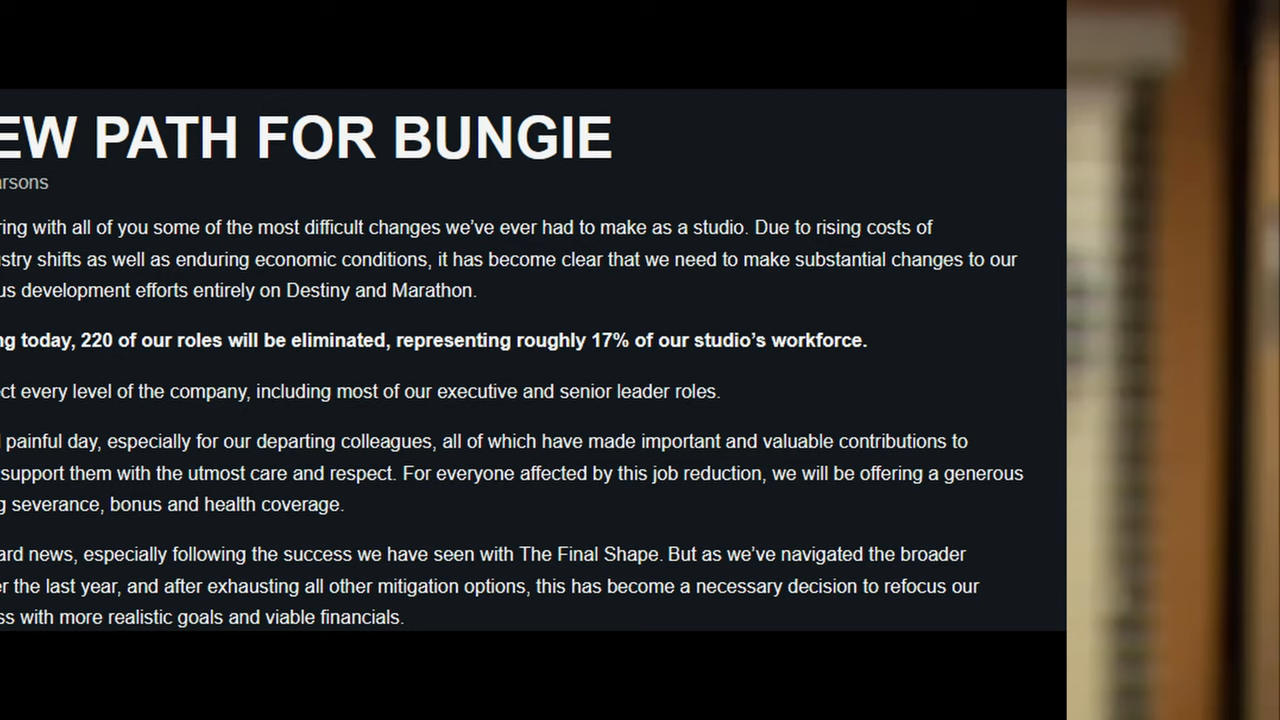 EW PATH FOR BUNGIE
arsons
ring with all of you some of the most difficult changes we’ve ever had to make as a studio. Due to rising costs of
stry shifts as well as enduring economic conditions, it has become clear that we need to make substantial changes to our
us development efforts entirely on Destiny and Marathon.
ng today, 220 of our roles will be eliminated, representing roughly 17% of our studio’s workforce.
ct every level of the company, including most of our executive and senior leader roles.
painful day, especially for our departing colleagues, all of which have made important and valuable contributions to
support them with the utmost care and respect. For everyone affected by this job reduction, we will be offering a generous
g severance, bonus and health coverage.
ard news, especially following the success we have seen with The Final Shape. But as we’ve navigated the broader
er the last year, and after exhausting all other mitigation options, this has become a necessary decision to refocus our
ss with more realistic goals and viable financials.